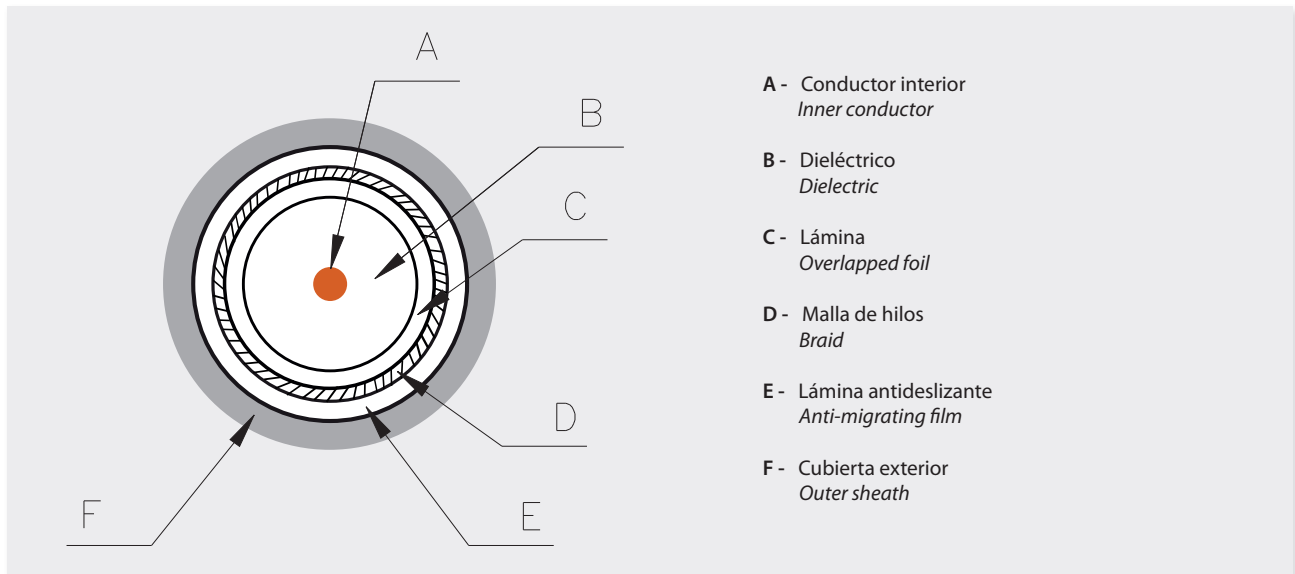 A
B
C
D
E
F
A - Conductor interior
Inner conductor
B - Dieléctrico
Dielectric
C - Lámina
Overlapped foil
D - Malla de hilos
Braid
E - Lámina antideslizante
Anti-migrating film
F - Cubierta exterior
Outer sheath